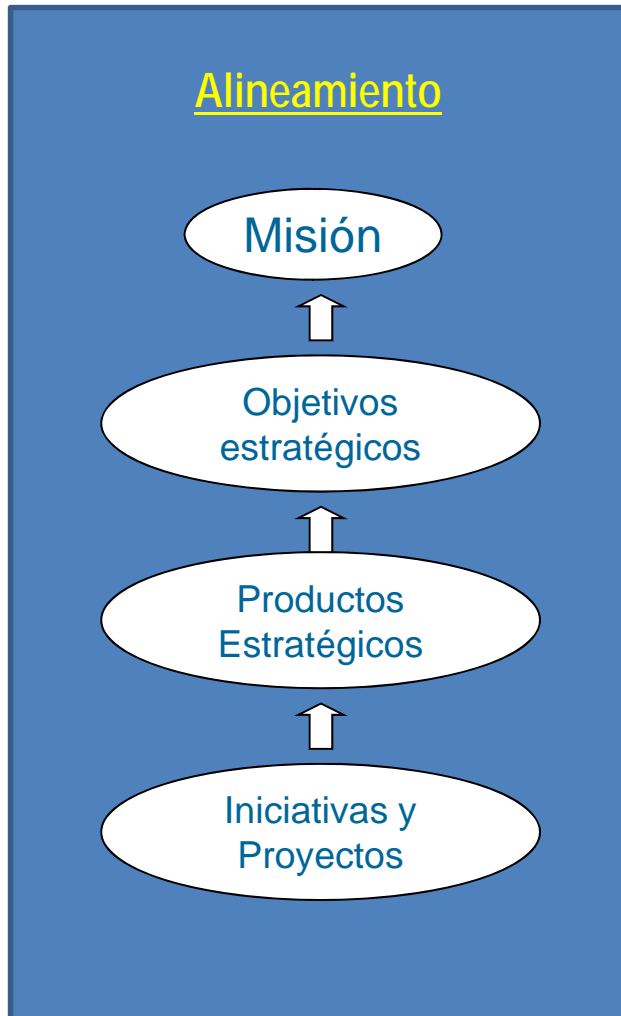 Alineamiento
Misión
Objetivos
estratégicos
Productos
Estratégicos
Iniciativas y
Proyectos